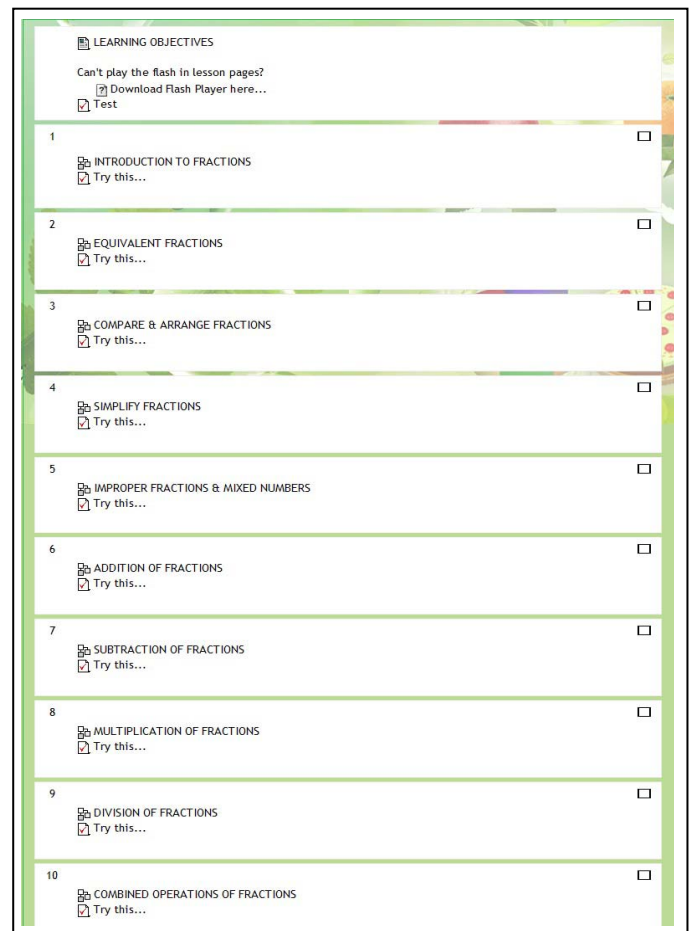 LEARNING OBJECTIVES
Can't play the flash in lesson pages?
Download Flash Player here...
Test
1
INTRODUCTION TO FRACTIONS
Try this...
2
EQUIVALENT FRACTIONS
Try this...
3
COMPARE & ARRANGE FRACTIONS
Try this...
4
SIMPLIFY FRACTIONS
Try this...
5
IMPROPER FRACTIONS & MIXED NUMBERS
Try this...
6
ADDITION OF FRACTIONS
Try this...
7
SUBTRACTION OF FRACTIONS
Try this...
8
MULTIPLICATION OF FRACTIONS
Try this...
9
DIVISION OF FRACTIONS
Try this...
10
COMBINED OPERATIONS OF FRACTIONS
Try this...